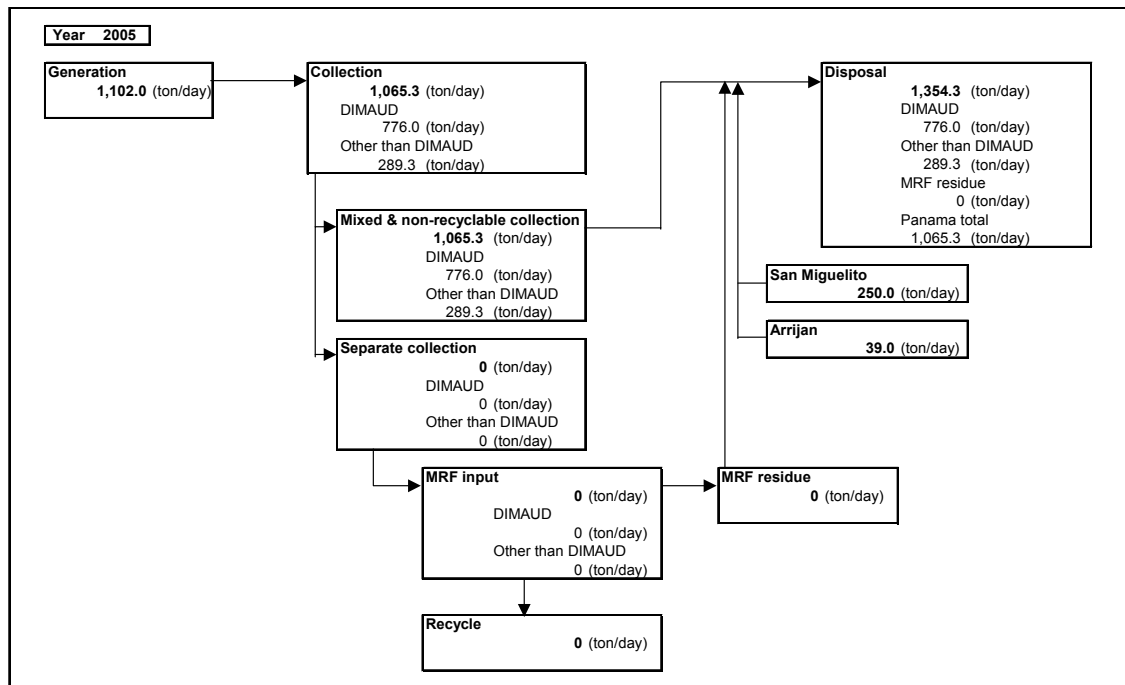 Year 2005
Generation
1,102.0 (ton/day)
Collection
1,065.3 (ton/day)
DIMAUD
776.0 (ton/day)
Other than DIMAUD
289.3 (ton/day)
Disposal
1,354.3 (ton/day)
DIMAUD
776.0 (ton/day)
Other than DIMAUD
289.3 (ton/day)
MRF residue
0 (ton/day)
Panama total
1,065.3 (ton/day)
Mixed & non-recyclable collection
1,065.3 (ton/day)
DIMAUD
776.0 (ton/day)
Other than DIMAUD
289.3 (ton/day)
San Miguelito
250.0 (ton/day)
Arrijan
39.0 (ton/day)
Separate collection
0 (ton/day)
DIMAUD
0 (ton/day)
Other than DIMAUD
0 (ton/day)
MRF input
0 (ton/day)
DIMAUD
0 (ton/day)
Other than DIMAUD
0 (ton/day)
MRF residue
0 (ton/day)
Recycle
0 (ton/day)